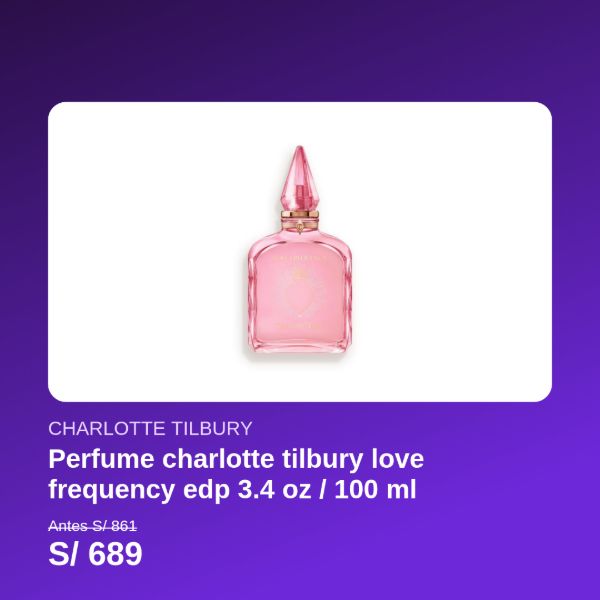 CHARLOTTE TILBURY
Perfume charlotte tilbury love
frequency edp 3.4 oz / 100 ml
Antes S/ 861
S/ 689